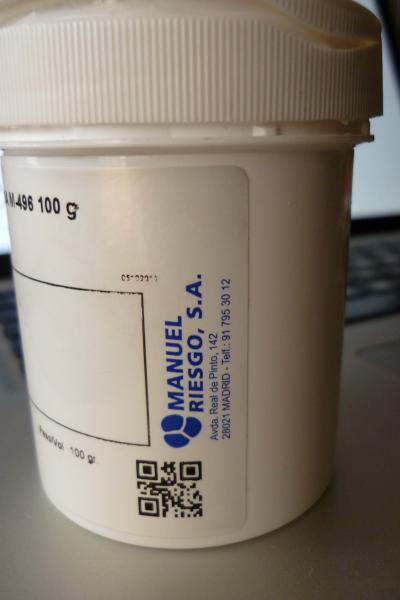 M-496 100 g
MANUEL
RIESGO, S.A.
Avda. Real de Pinto, 142
28021 MADRID - Telf.: 91 795 30 12
Peso/Vol. 100 gr.